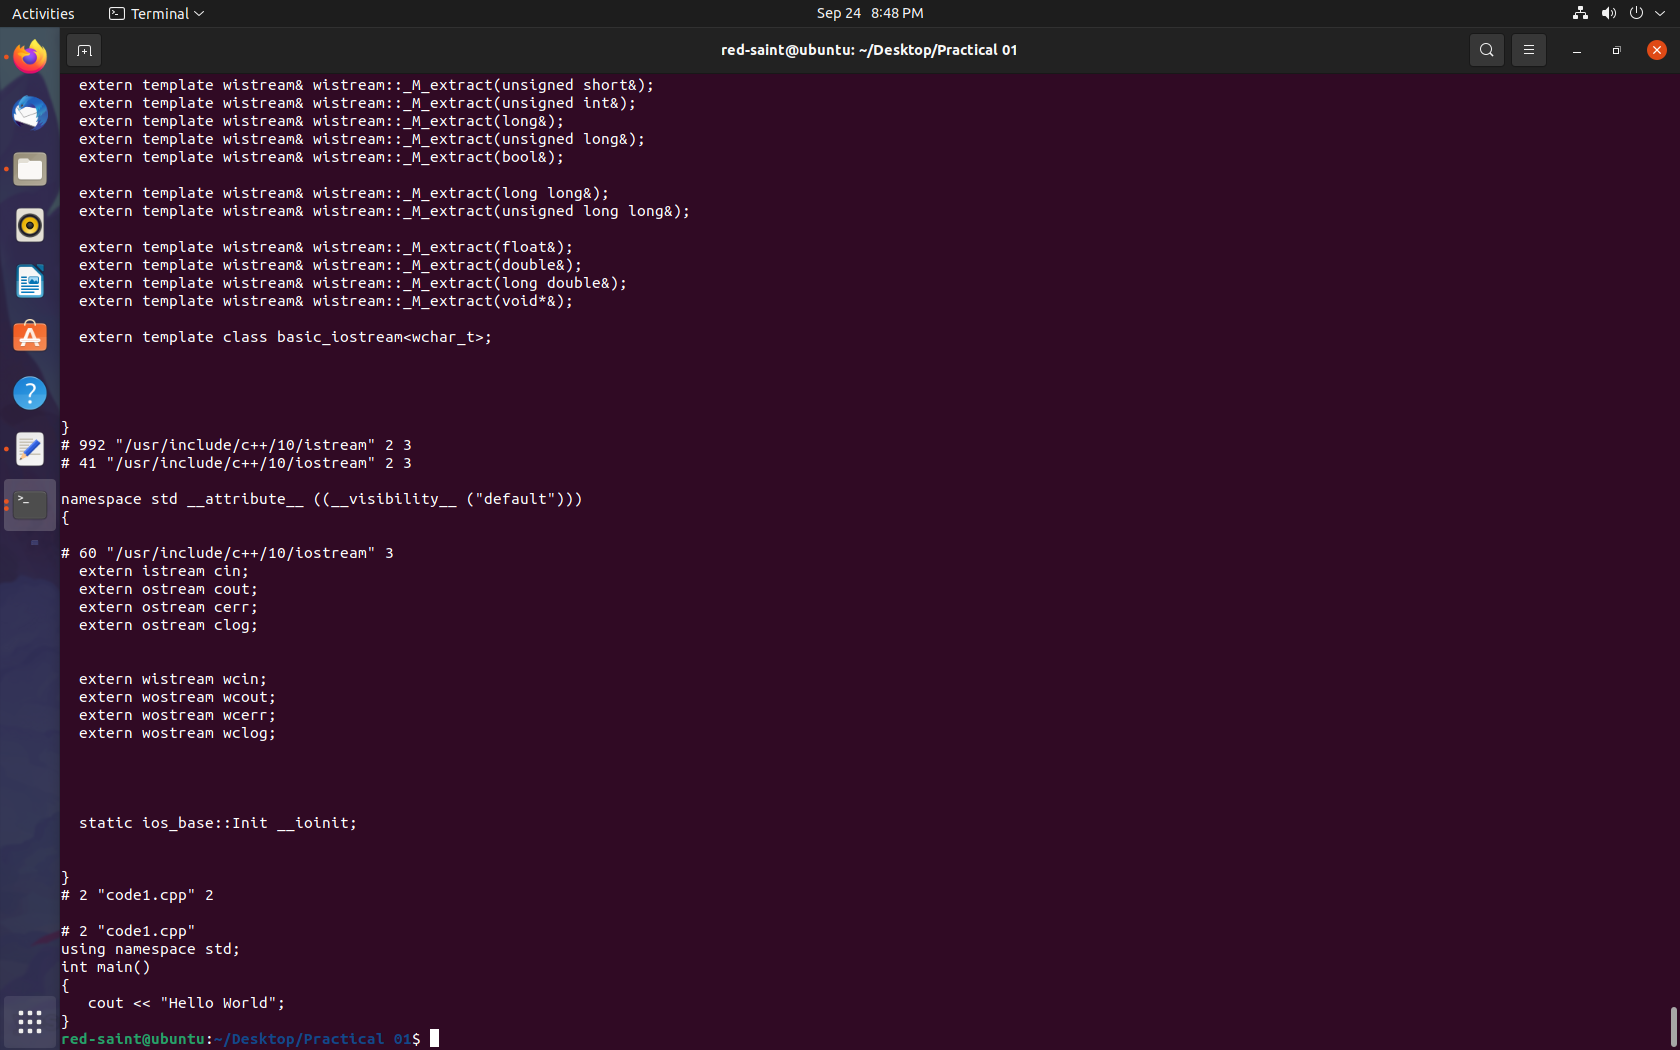 Activities
Terminal
Sep 24 8:48 PM
red-saint@ubuntu: ~/Desktop/Practical 01
extern template wistream& wistream::_M_extract(unsigned short&);
extern template wistream& wistream::_M_extract(unsigned int&);
extern template wistream& wistream::_M_extract(long&);
extern template wistream& wistream::_M_extract(unsigned long&);
extern template wistream& wistream::_M_extract(bool&);
extern template wistream& wistream::_M_extract(long long&);
extern template wistream& wistream::_M_extract(unsigned long long&);
extern template wistream& wistream::_M_extract(float&);
extern template wistream& wistream::_M_extract(double&);
extern template wistream& wistream::_M_extract(long double&);
extern template wistream& wistream::_M_extract(void*&);
extern template class basic_iostream<wchar_t>;
}
# 992 "/usr/include/c++/10/istream" 2 3
# 41 "/usr/include/c++/10/iostream" 2 3
namespace std __attribute__ ((__visibility__ ("default")))
{
# 60 "/usr/include/c++/10/iostream" 3
extern istream cin;
extern ostream cout;
extern ostream cerr;
extern ostream clog;
extern wistream wcin;
extern wostream wcout;
extern wostream wcerr;
extern wostream wclog;
static ios_base::Init __ioinit;
}
# 2 "code1.cpp" 2
# 2 "code1.cpp"
using namespace std;
int main()
{
cout << "Hello World";
}
red-saint@ubuntu:~/Desktop/Practical 01$